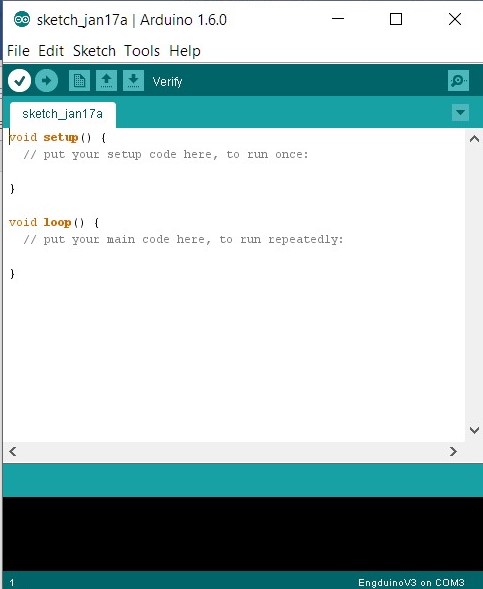 sketch_jan17a | Arduino 1.6.0
File Edit Sketch Tools Help
Verify
sketch_jan17a
void setup() {
  // put your setup code here, to run once:
}
void loop() {
  // put your main code here, to run repeatedly:
}
1 EngduinoV3 on COM3